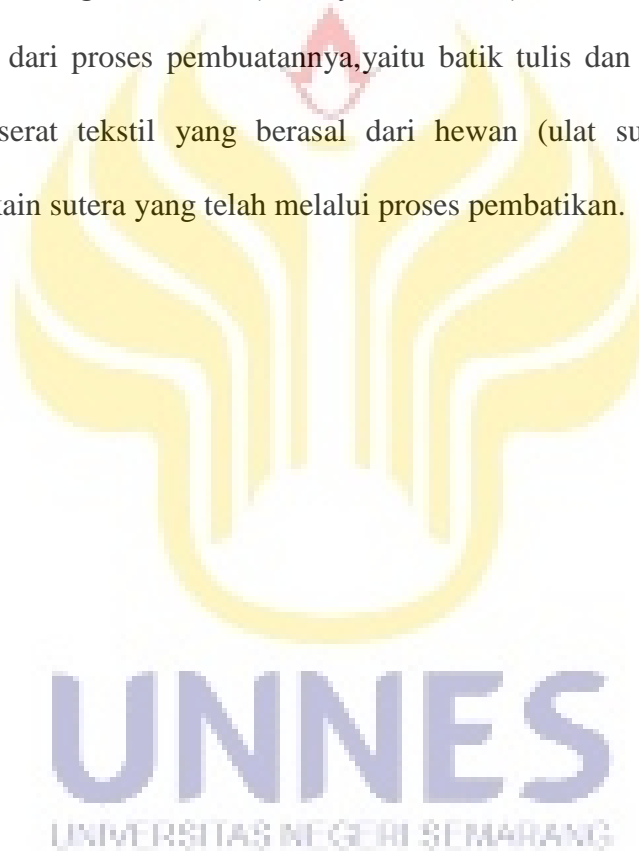 dari proses pembuatannya,yaitu batik tulis dan
serat tekstil yang berasal dari hewan (ulat su
kain sutera yang telah melalui proses pembatikan.
UNNES
UNIVERSITAS NEGERI SEMARANG